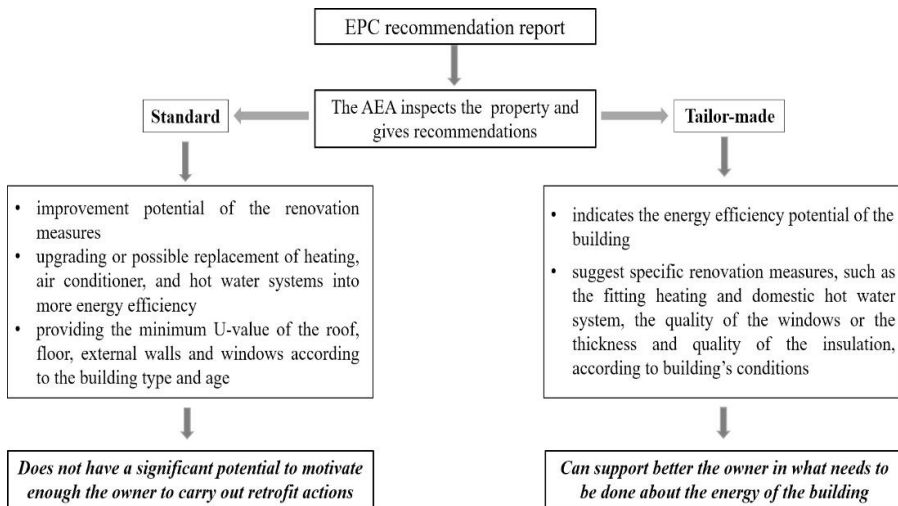 EPC recommendation report
The AEA inspects the property and
gives recommendations
Standard
Tailor-made
• improvement potential of the renovation
measures
• upgrading or possible replacement of heating,
air conditioner, and hot water systems into
more energy efficiency
• providing the minimum U-value of the roof,
floor, external walls and windows according
to the building type and age
• indicates the energy efficiency potential of the
building
• suggest specific renovation measures, such as
the fitting heating and domestic hot water
system, the quality of the windows or the
thickness and quality of the insulation,
according to building's conditions
Does not have a significant potential to motivate
enough the owner to carry out retrofit actions
Can support better the owner in what needs to
be done about the energy of the building